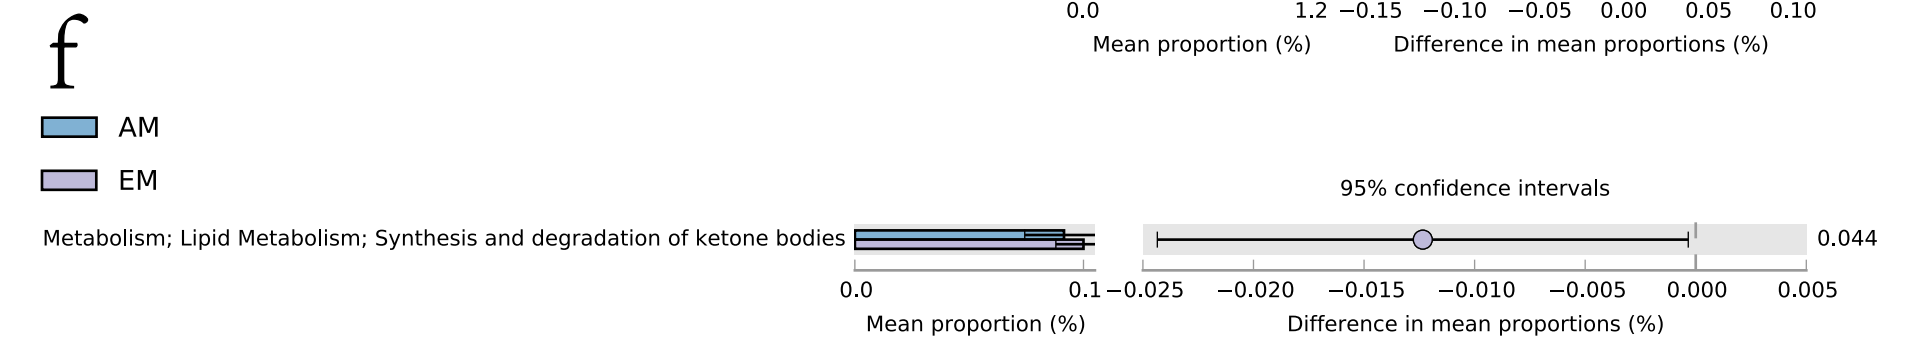 0.0 1.2 −0.15 −0.10 −0.05 0.00 0.05 0.10
Mean proportion (%) Difference in mean proportions (%)
f
AM
EM
95% confidence intervals
Metabolism; Lipid Metabolism; Synthesis and degradation of ketone bodies 0.044
0.0 0.1 −0.025 −0.020 −0.015 −0.010 −0.005 0.000 0.005
Mean proportion (%) Difference in mean proportions (%)